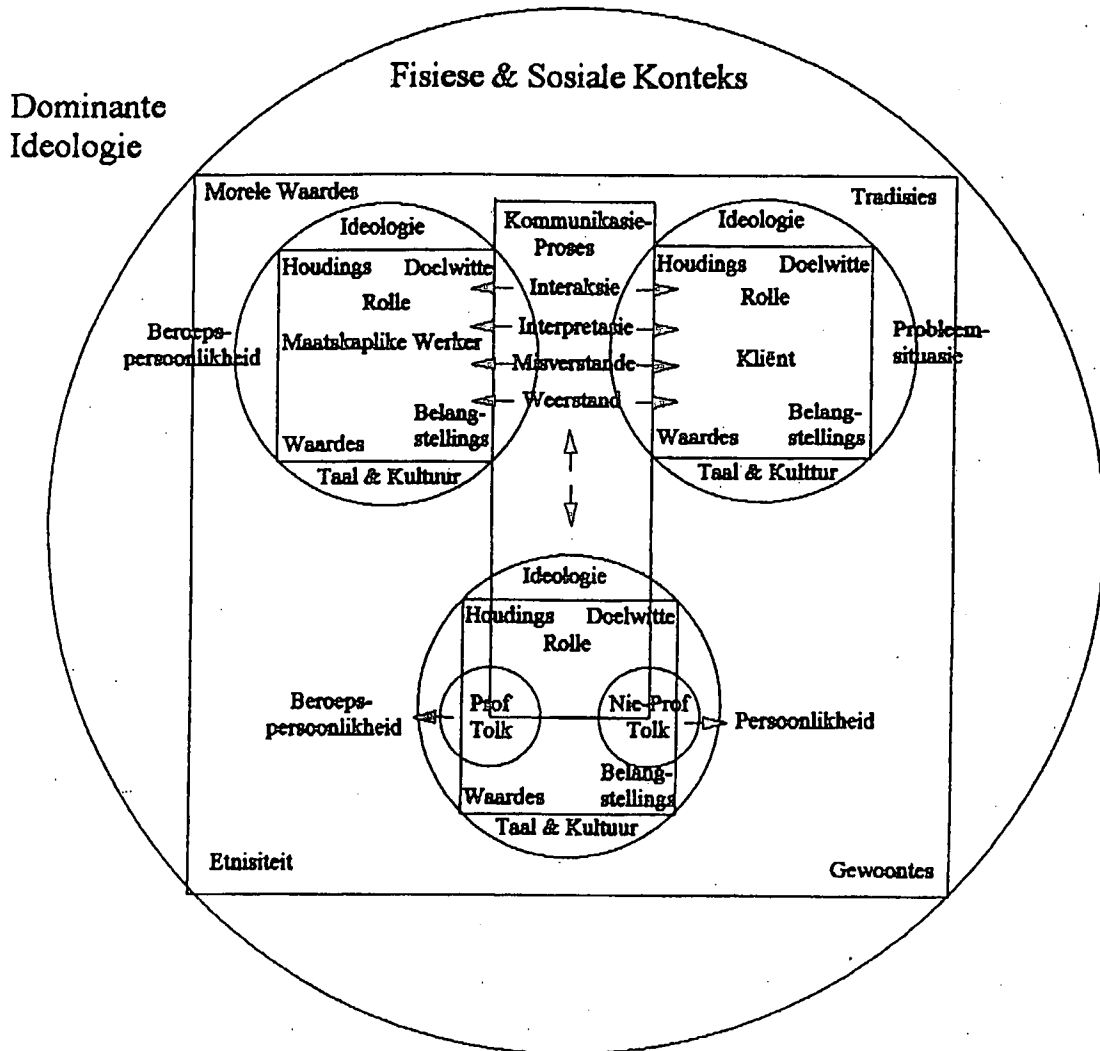 Fisiese & Sosiale Konteks
Dominante
Ideologie
Morele Waardes
Tradisies
Ideologie
Houdings Doelwitte
Rolle
Maatskaplike Werker
Belang-
stellings
Waardes
Taal & Kultuur
Beroeps-
persoonlikheid
Kommunikasie-
Proses
Interaksie
Interpretasie
Misverstande
Weerstand
Ideologie
Houdings Doelwitte
Rolle
Kliënt
Belang-
stellings
Waardes
Taal & Kulttur
Probleem-
situasie
Ideologie
Houdings Doelwitte
Rolle
Prof
Tolk
Nie-Prof
Tolk
Belang-
stellings
Waardes
Taal & Kultuur
Beroeps-
persoonlikheid
Persoonlikheid
Etnisiteit
Gewoontes